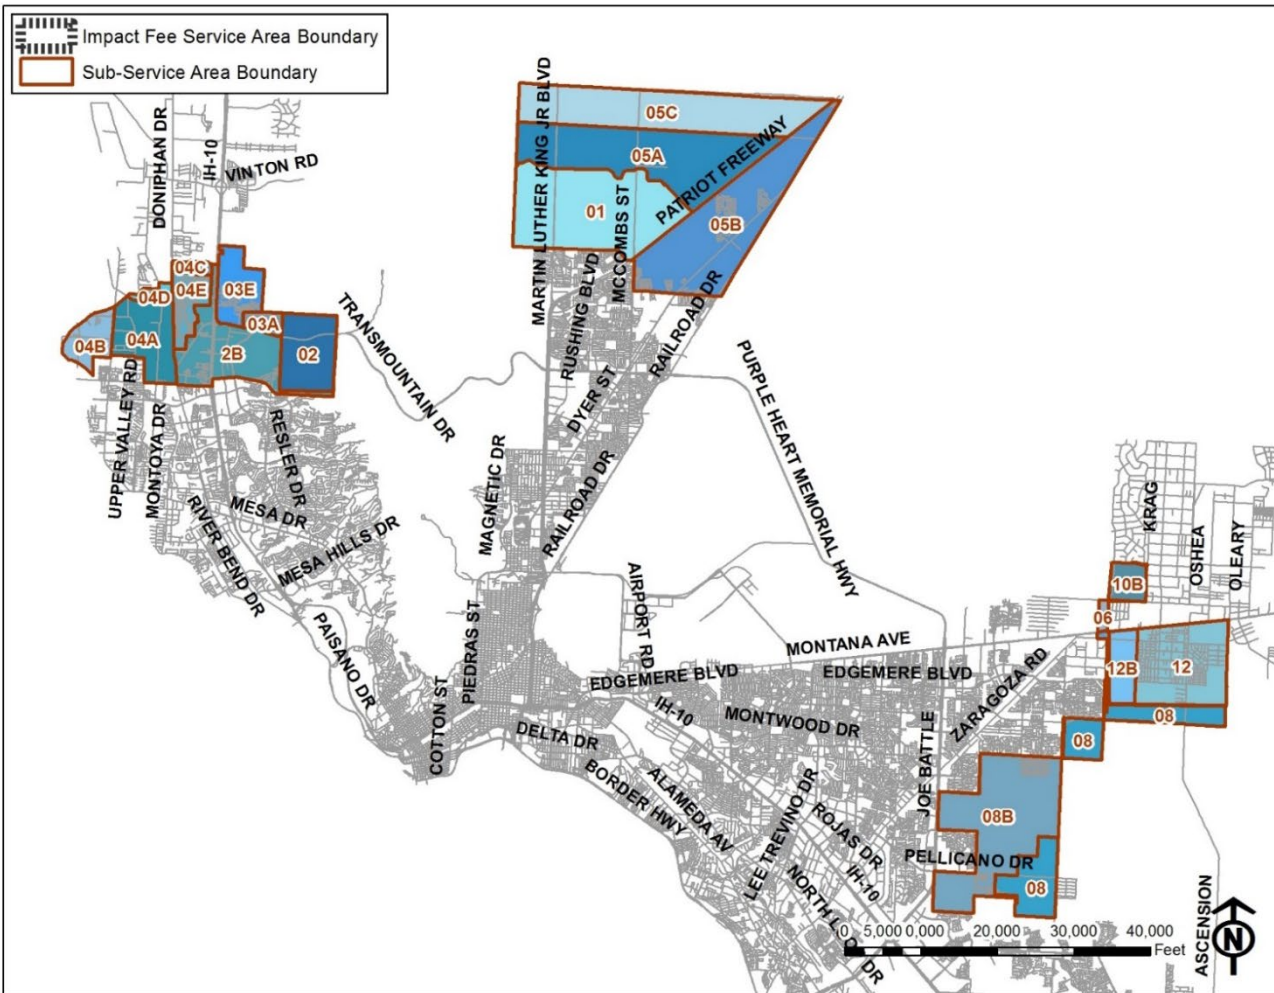 Impact Fee Service Area Boundary
Sub-Service Area Boundary
DONIPHAN DR
IH-10
VINTON RD
MARTIN LUTHER KING JR BLVD
05C
05A
PATRIOT FREEWAY
01
MCCOMBS ST
05B
04C
04E
04D
03E
03A
04B
04A
2B
02
TRANSMOUNTAIN DR
RUSHING BLVD
RAILROAD DR
DYER ST
PURPLE HEART MEMORIAL HWY
UPPER VALLEY RD
MONTOYA DR
RESLER DR
MESA DR
MESA HILLS DR
RIVER BEND DR
MAGNETIC DR
RAILROAD DR
KRAG
OSHEA
OLEARY
10B
06
AIRPORT RD
PIEDRAS ST
PAISANO DR
COTTON ST
MONTANA AVE
EDGEMERE BLVD
EDGEMERE BLVD
ZARAGOZA RD
12B
12
08
08
IH-10
MONTWOOD DR
DELTA DR
BORDER HWY
ALAMEDA AV
LEE TREVINO DR
ROJAS DR
JOE BATTLE
08B
PELLICANO DR
08
IH-10
NORTH LOOP DR
ASCENSION
N
0 5,000 0,000 20,000 30,000 40,000
Feet